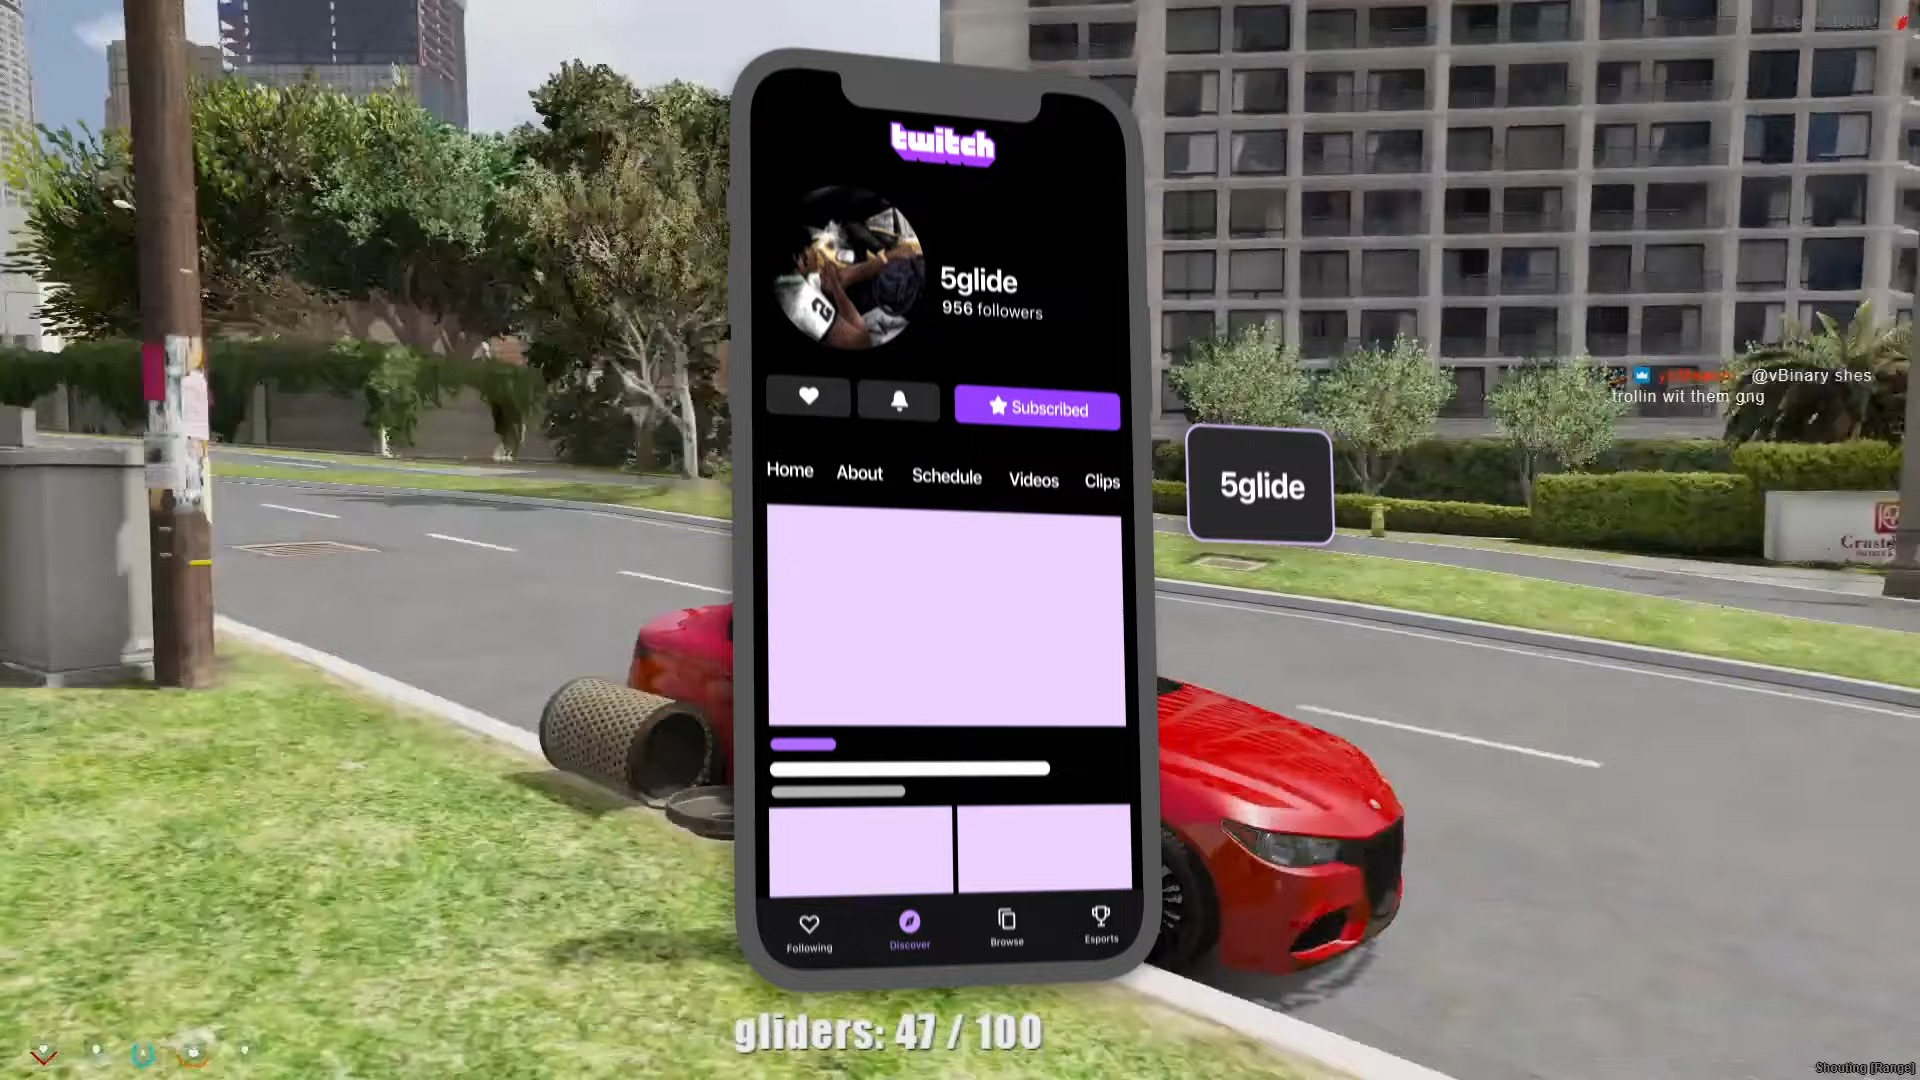 twitch
5glide
956 followers
Subscribed
Home About Schedule Videos Clips
@vBinary shes
trollin wit them gng
5glide
Following Discover Browse Esports
gliders: 47 / 100
Shouting [Range]